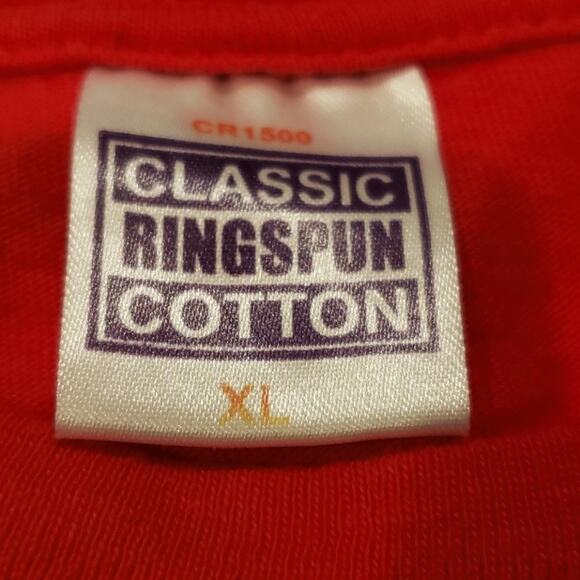 CR1500
CLASSIC
RINGSPUN
COTTON
XL